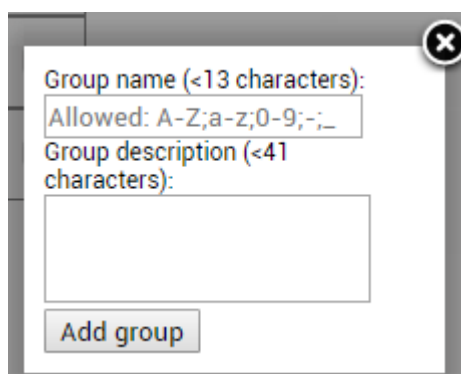 Group name (<13 characters):
Allowed: A-Z;a-z;0-9;-;_
Group description (<41
characters):
Add group